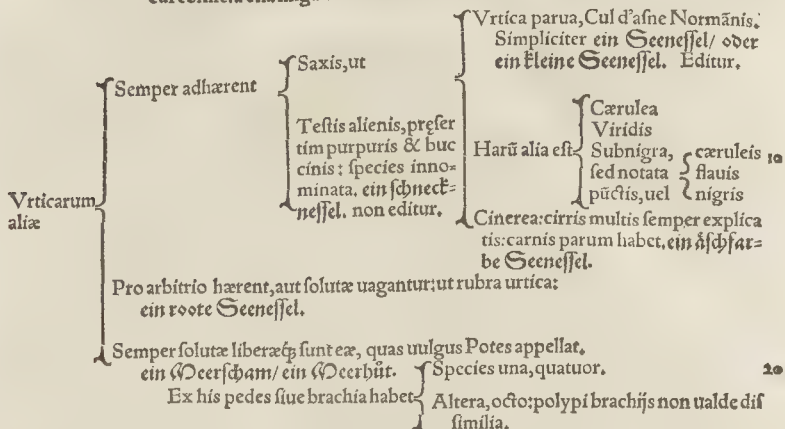 Vrtica parua, Cul d'aſne Normānis.
Simpliciter ein Seeneſſel/ oder
ein kleine Seeneſſel. Editur.
Saxis, ut
Semper adhærent
Teſtis alienis, pręſer
tim purpuris & buc
cinis: ſpecies inno=
minata. ein ſchneck=
neſſel. non editur.
Harū alia eſt
Cærulea
Viridis
Subnigra,
ſed notata
pūctis, uel
cæruleis 10
flauis
nigris
Vrticarum
aliæ
Cinerea: cirris multis ſemper explica
tis: carnis parum habet. ein åſchfar=
be Seeneſſel.
Pro arbitrio hærent, aut ſolutæ uagantur: ut rubra urtica:
ein roote Seeneſſel.
Semper ſolutæ liberæq́ꝫ ſunt eæ, quas uulgus Potes appellat.
ein Meerſcham/ ein Meerhůt.
Species una, quatuor. 20
Ex his pedes ſiue brachia habet
Altera, octo: polypi brachijs non ualde diſ
ſimilia.